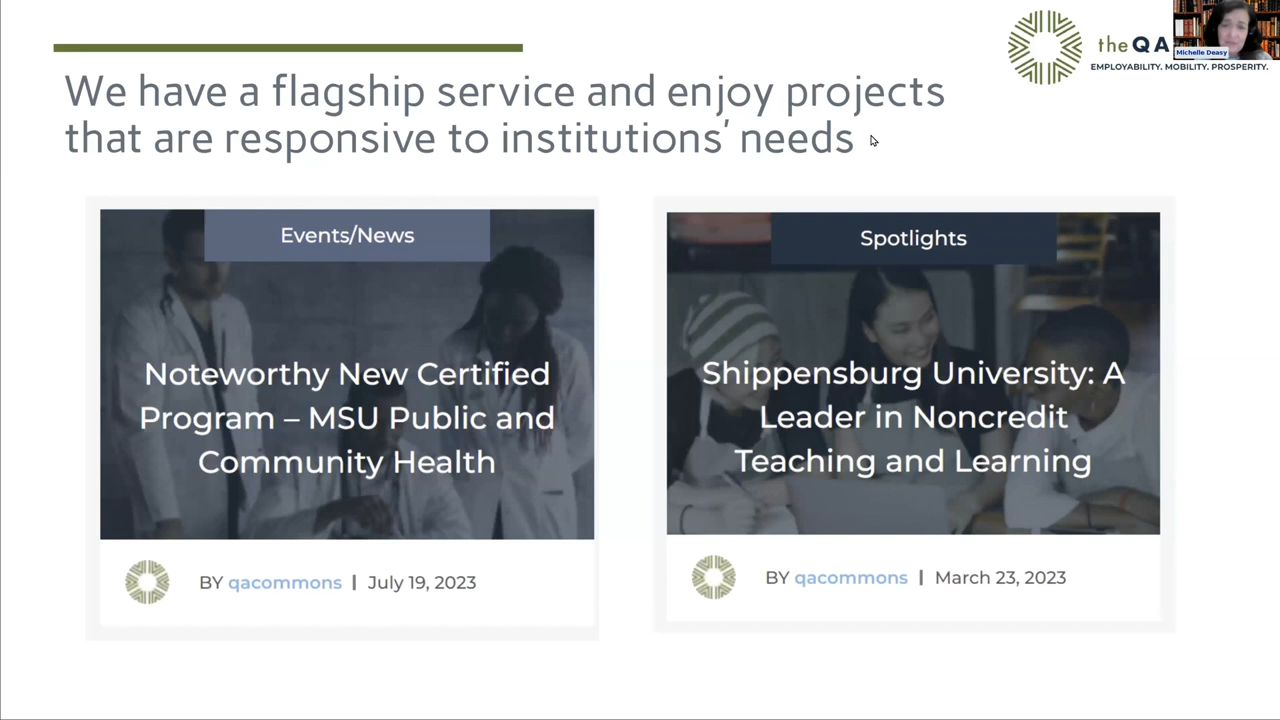 theQA
Michelle Deasy
EMPLOYABILITY. MOBILITY. PROSPERITY.
We have a flagship service and enjoy projects
that are responsive to institutions’ needs
Events/News
Noteworthy New Certified
Program – MSU Public and
Community Health
BY qacommons | July 19, 2023
Spotlights
Shippensburg University: A
Leader in Noncredit
Teaching and Learning
BY qacommons | March 23, 2023